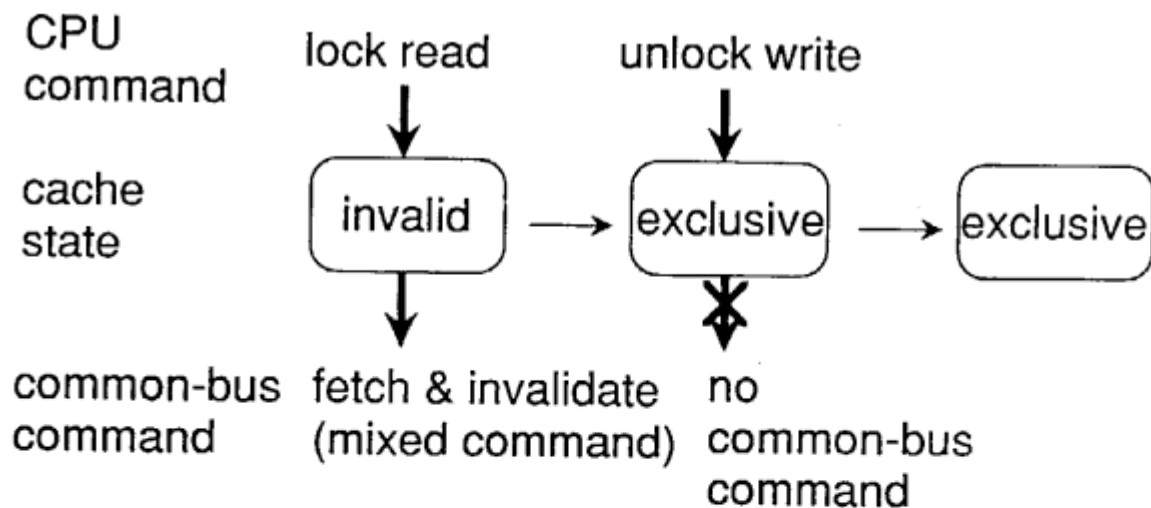 CPU
command
lock read
unlock write
cache
state
invalid
exclusive
exclusive
common-bus
command
fetch & invalidate
(mixed command)
no
common-bus
command